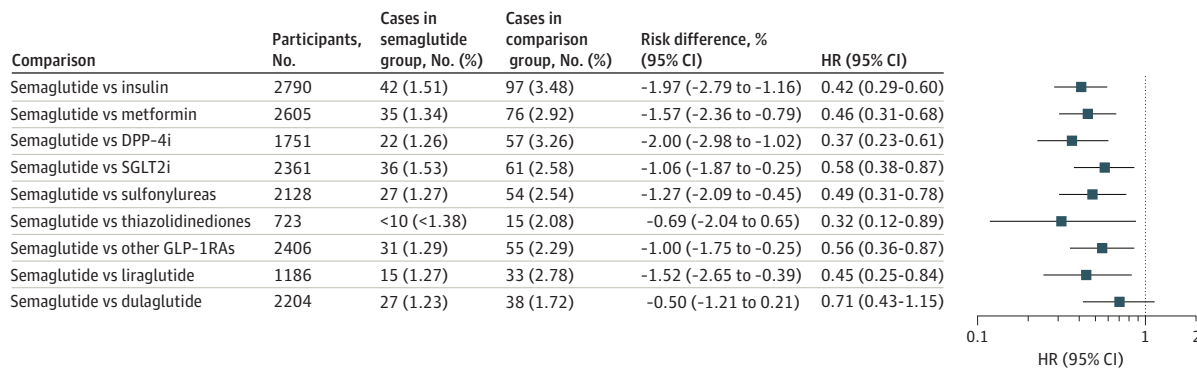 Comparison Participants, No. Cases in semaglutide group, No. (%) Cases in comparison group, No. (%) Risk difference, % (95% CI) HR (95% CI)
Semaglutide vs insulin 2790 42 (1.51) 97 (3.48) -1.97 (-2.79 to -1.16) 0.42 (0.29-0.60)
Semaglutide vs metformin 2605 35 (1.34) 76 (2.92) -1.57 (-2.36 to -0.79) 0.46 (0.31-0.68)
Semaglutide vs DPP-4i 1751 22 (1.26) 57 (3.26) -2.00 (-2.98 to -1.02) 0.37 (0.23-0.61)
Semaglutide vs SGLT2i 2361 36 (1.53) 61 (2.58) -1.06 (-1.87 to -0.25) 0.58 (0.38-0.87)
Semaglutide vs sulfonylureas 2128 27 (1.27) 54 (2.54) -1.27 (-2.09 to -0.45) 0.49 (0.31-0.78)
Semaglutide vs thiazolidinediones 723 <10 (<1.38) 15 (2.08) -0.69 (-2.04 to 0.65) 0.32 (0.12-0.89)
Semaglutide vs other GLP-1RAs 2406 31 (1.29) 55 (2.29) -1.00 (-1.75 to -0.25) 0.56 (0.36-0.87)
Semaglutide vs liraglutide 1186 15 (1.27) 33 (2.78) -1.52 (-2.65 to -0.39) 0.45 (0.25-0.84)
Semaglutide vs dulaglutide 2204 27 (1.23) 38 (1.72) -0.50 (-1.21 to 0.21) 0.71 (0.43-1.15)
0.1 1 2
HR (95% CI)